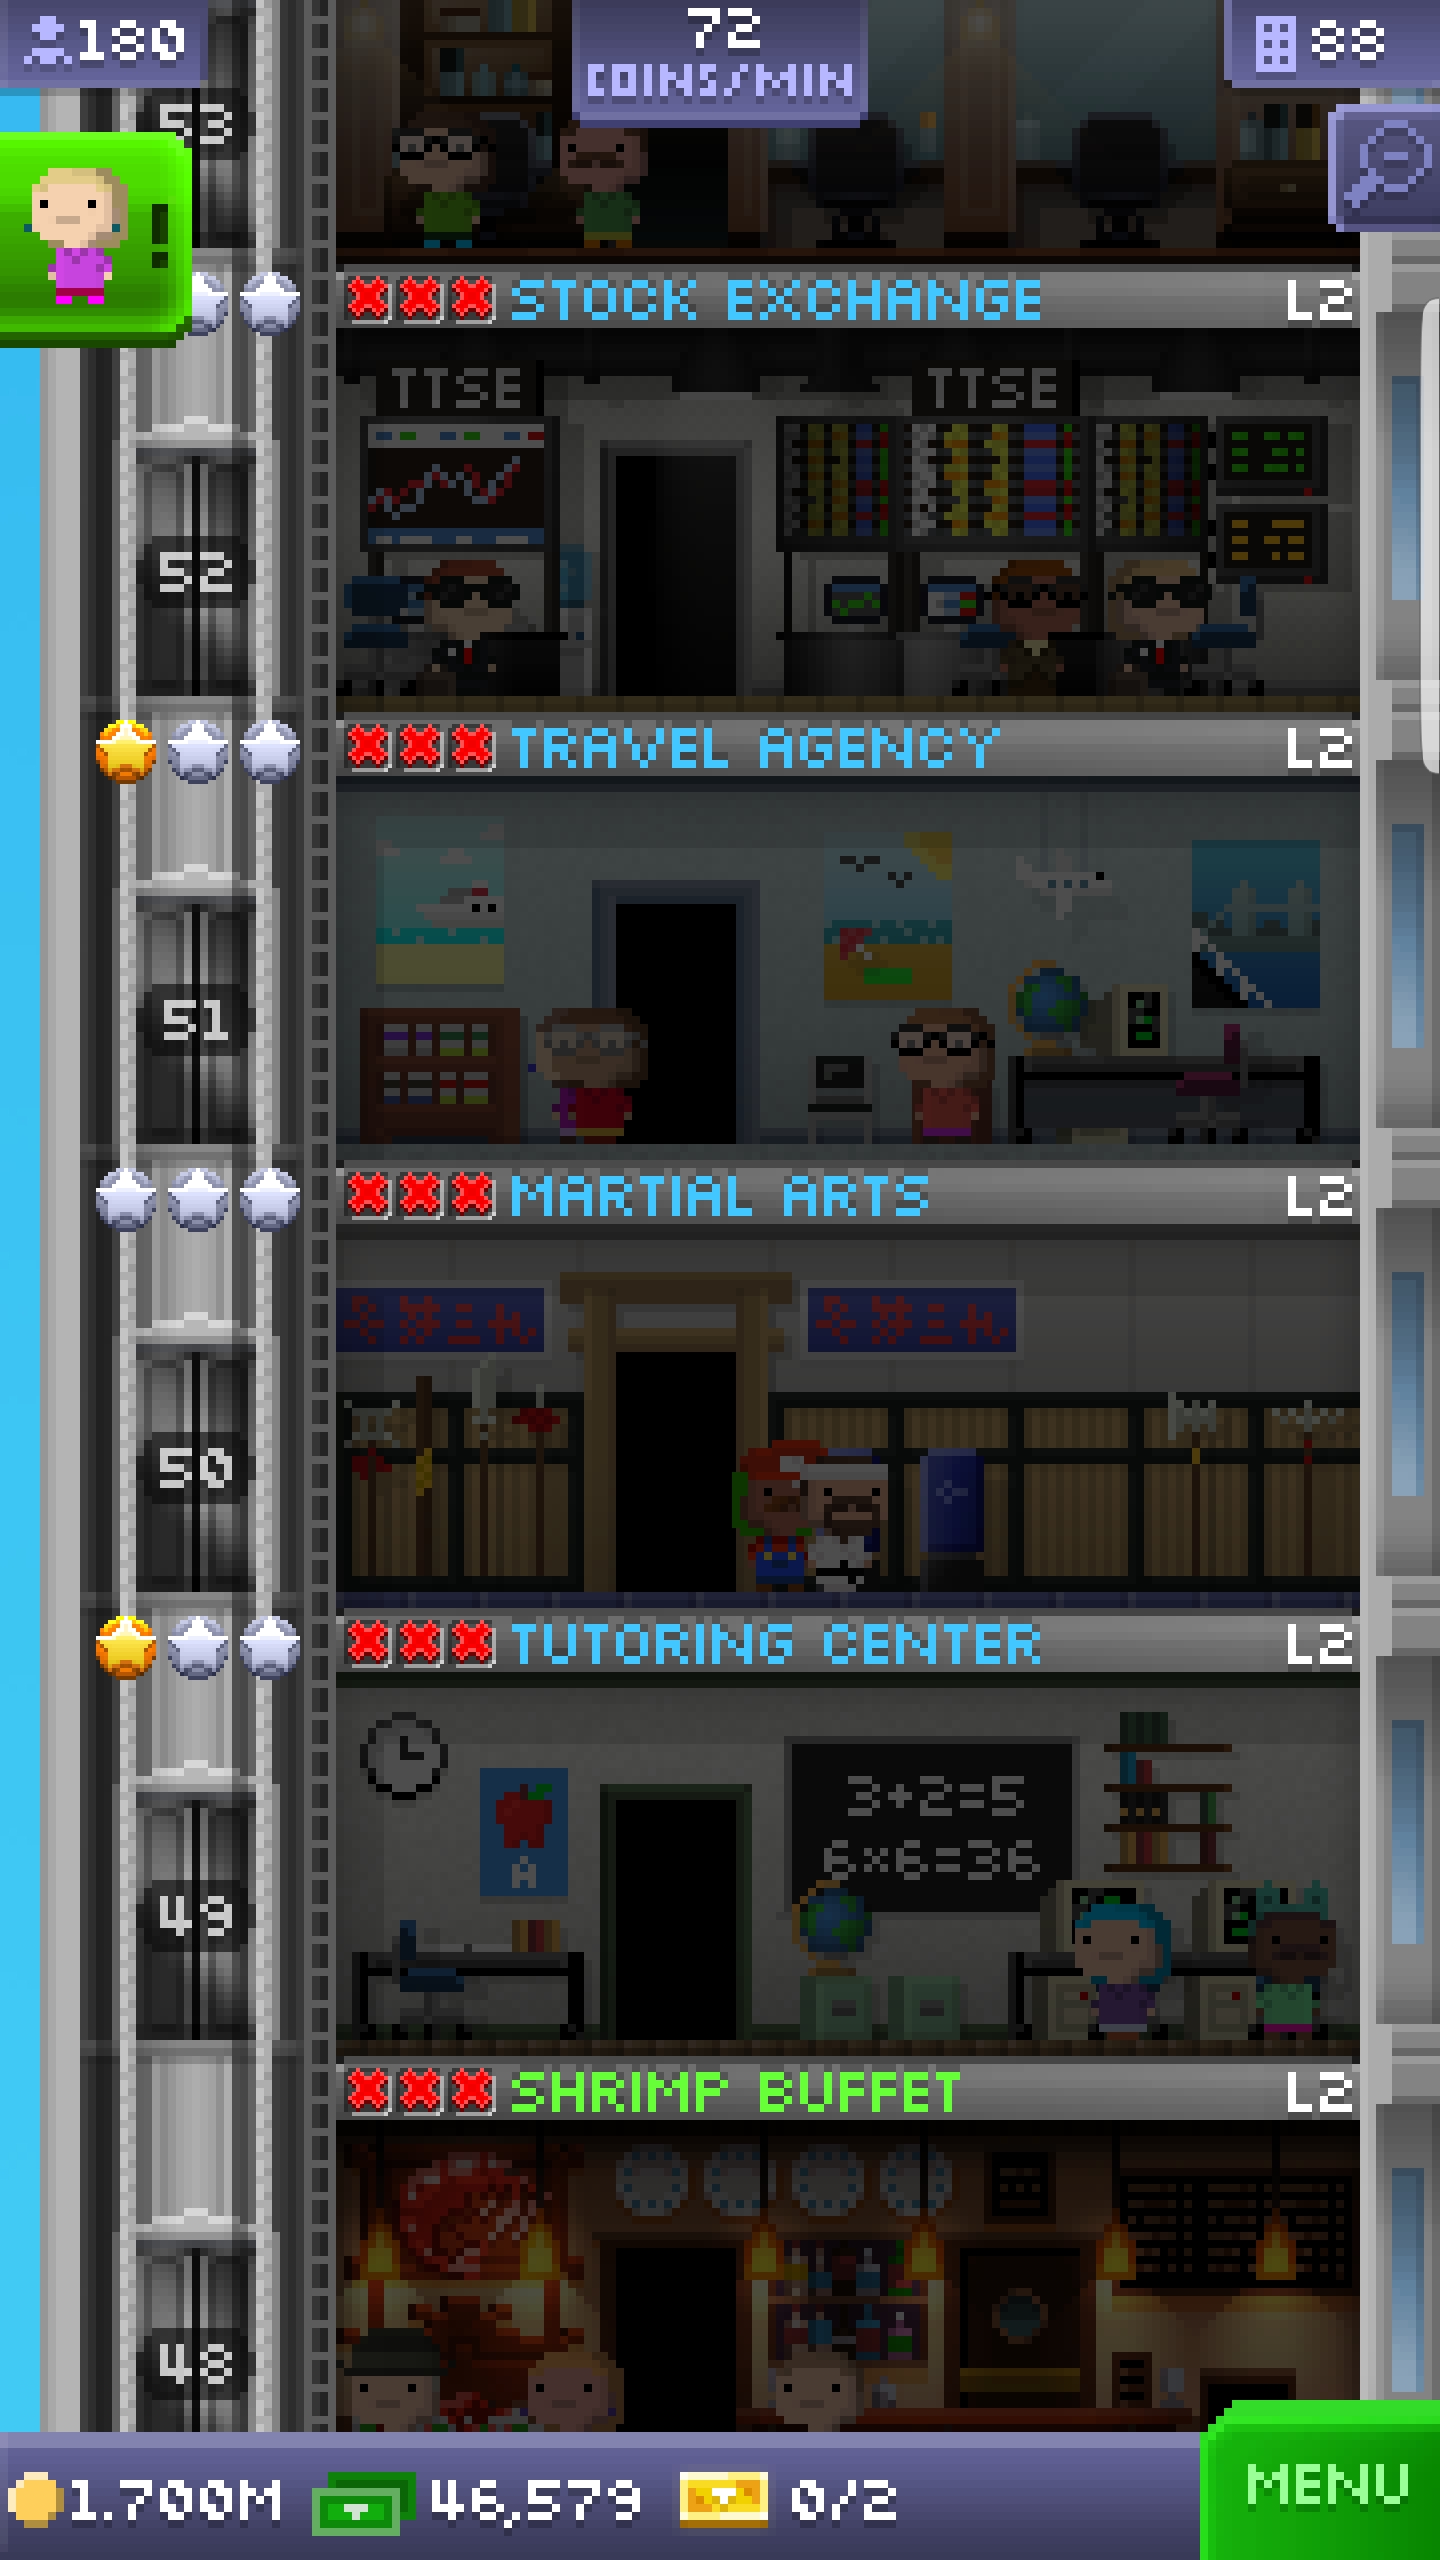 180
72
COINS/MIN
88
53
!
STOCK EXCHANGE L2
TTSE TTSE
52
TRAVEL AGENCY L2
51
MARTIAL ARTS L2
50
TUTORING CENTER L2
3+2=5
6×6=36
A
49
SHRIMP BUFFET L2
48
1.700M 46,579 0/2
MENU